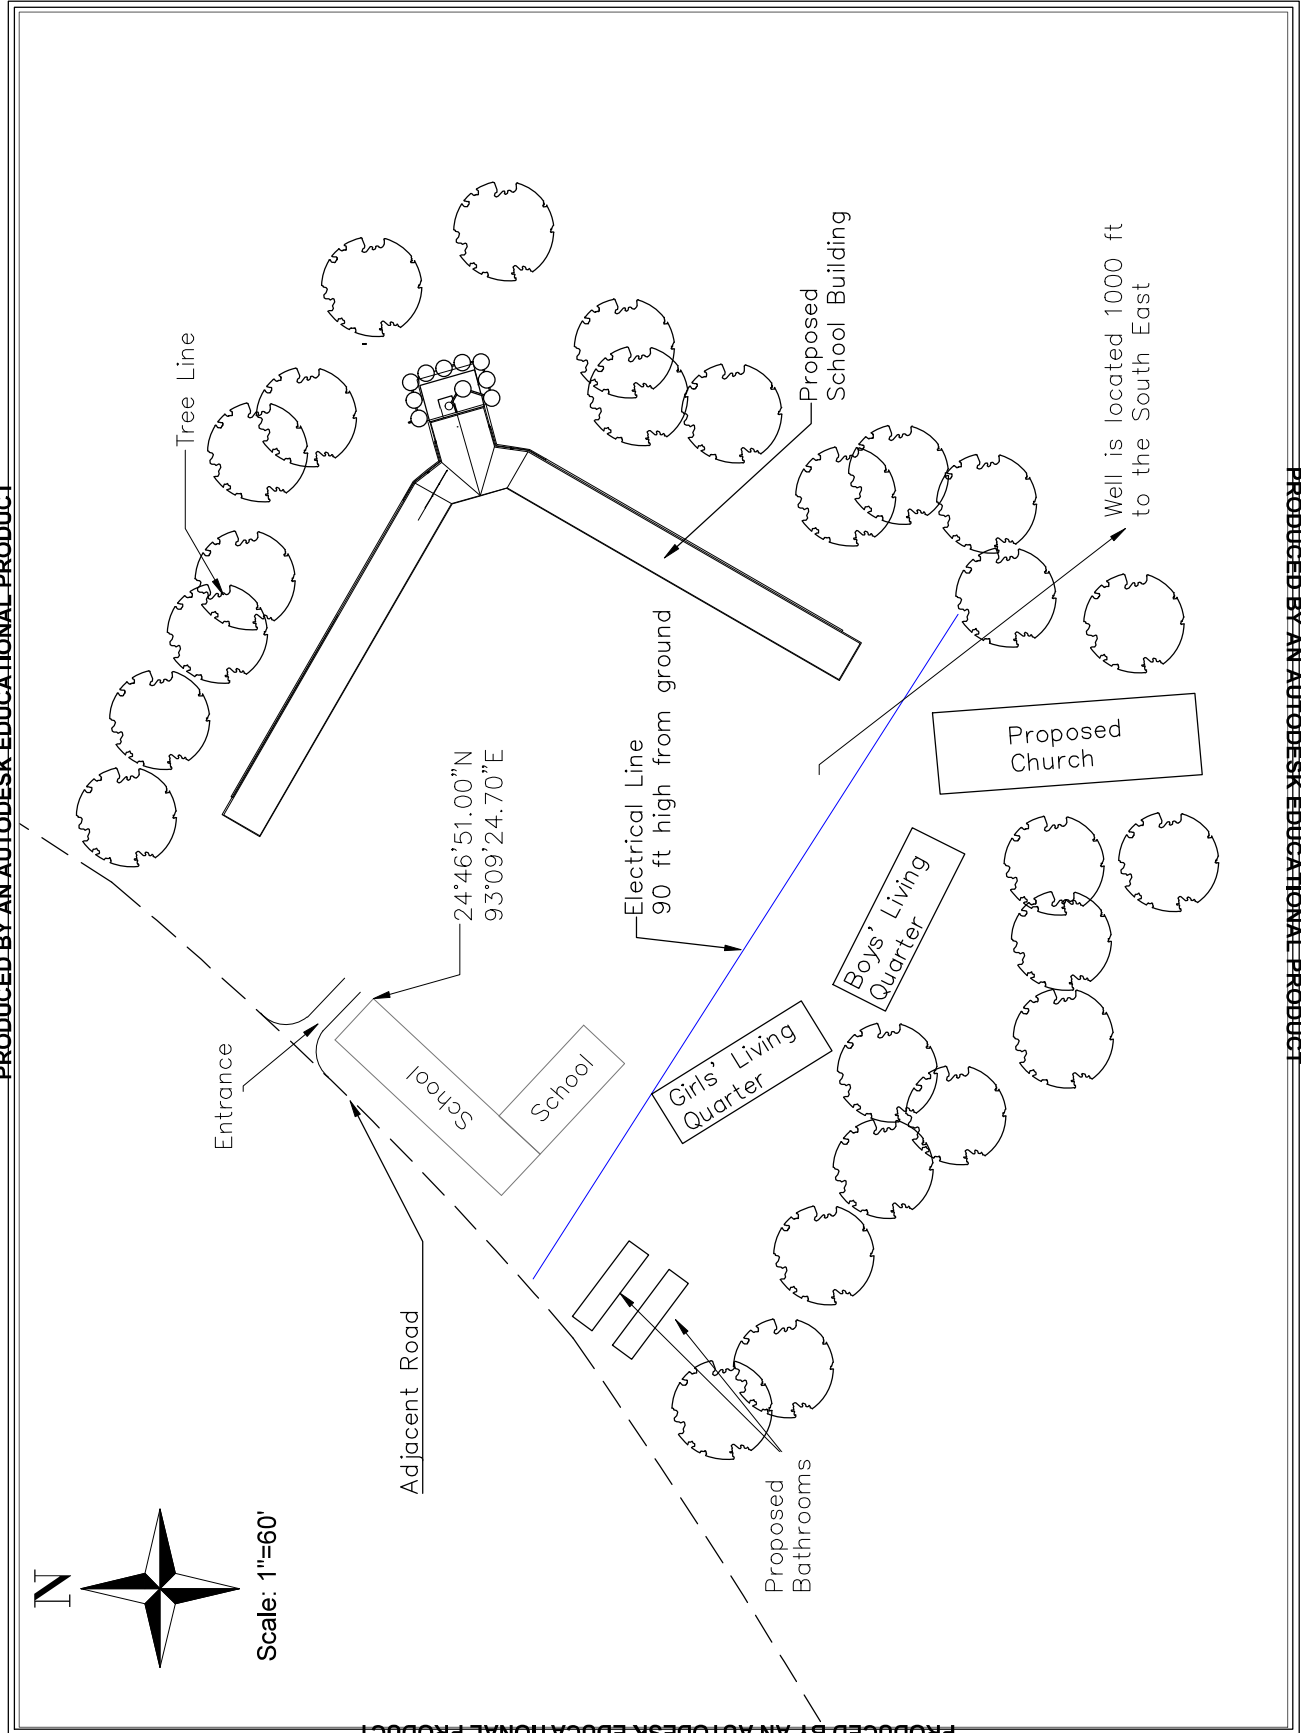 N
Scale: 1"=60'
Tree Line
Entrance
Adjacent Road
24°46'51.00"N
93°09'24.70"E
School
School
Electrical Line
90 ft high from ground
Proposed
School Building
Well is located 1000 ft
to the South East
Proposed
Church
Boys' Living
Quarter
Girls' Living
Quarter
Proposed
Bathrooms
PRODUCED BY AN AUTODESK EDUCATIONAL PRODUCT
PRODUCED BY AN AUTODESK EDUCATIONAL PRODUCT
PRODUCED BY AN AUTODESK EDUCATIONAL PRODUCT